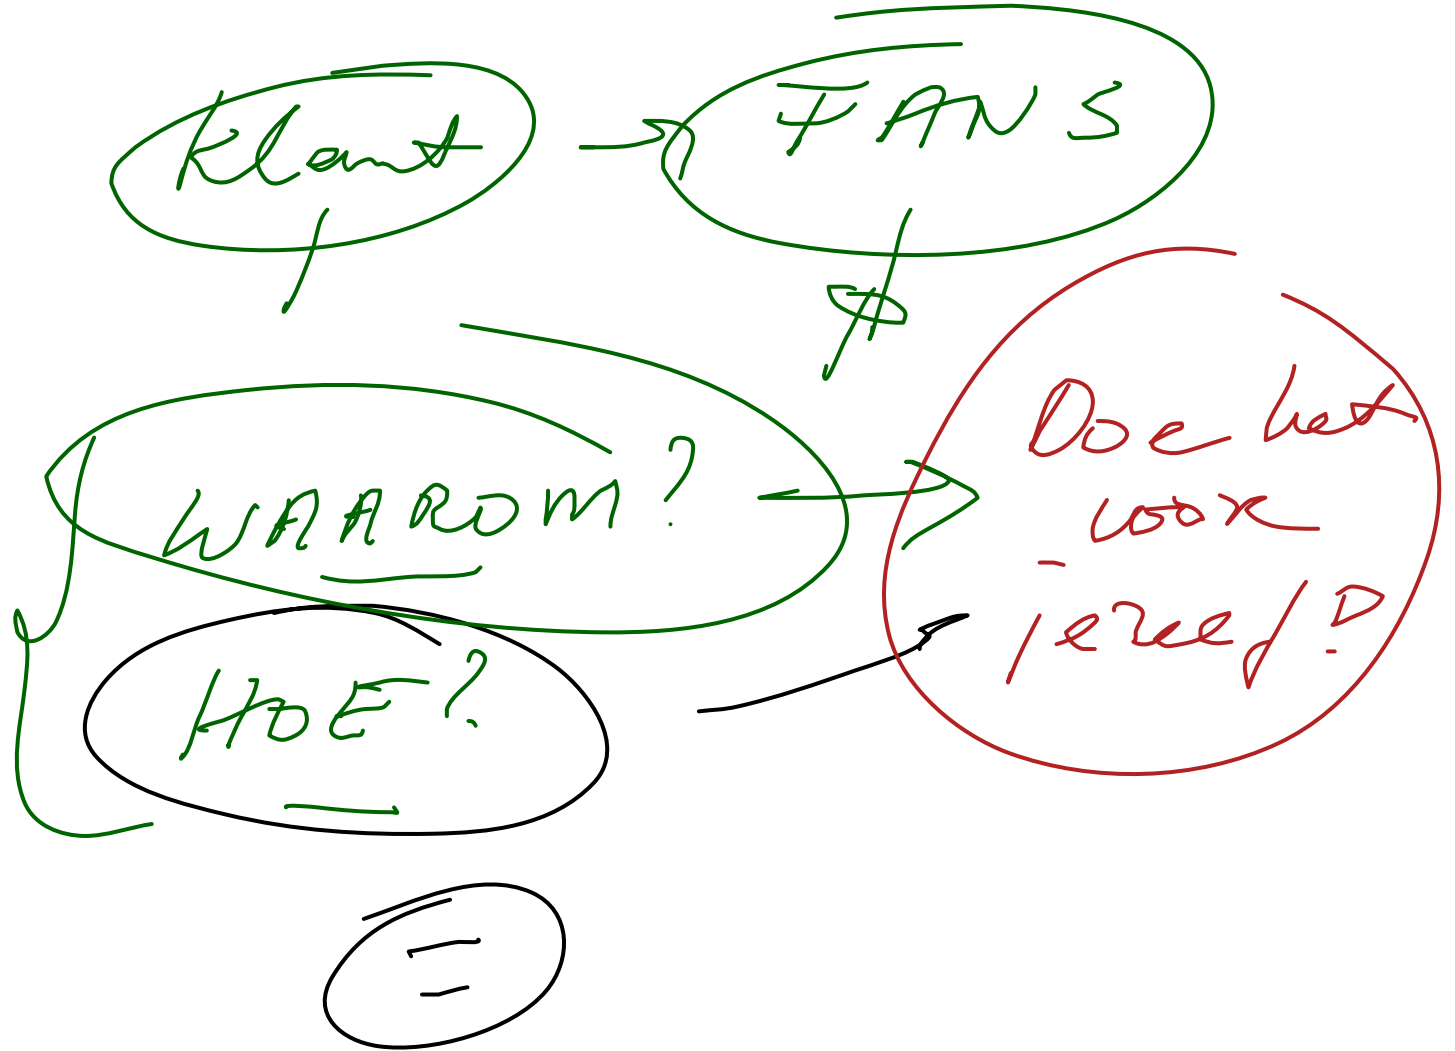 Klant
FANS
WAAROM?
HOE?
Doe het
voor
jezelf?
=